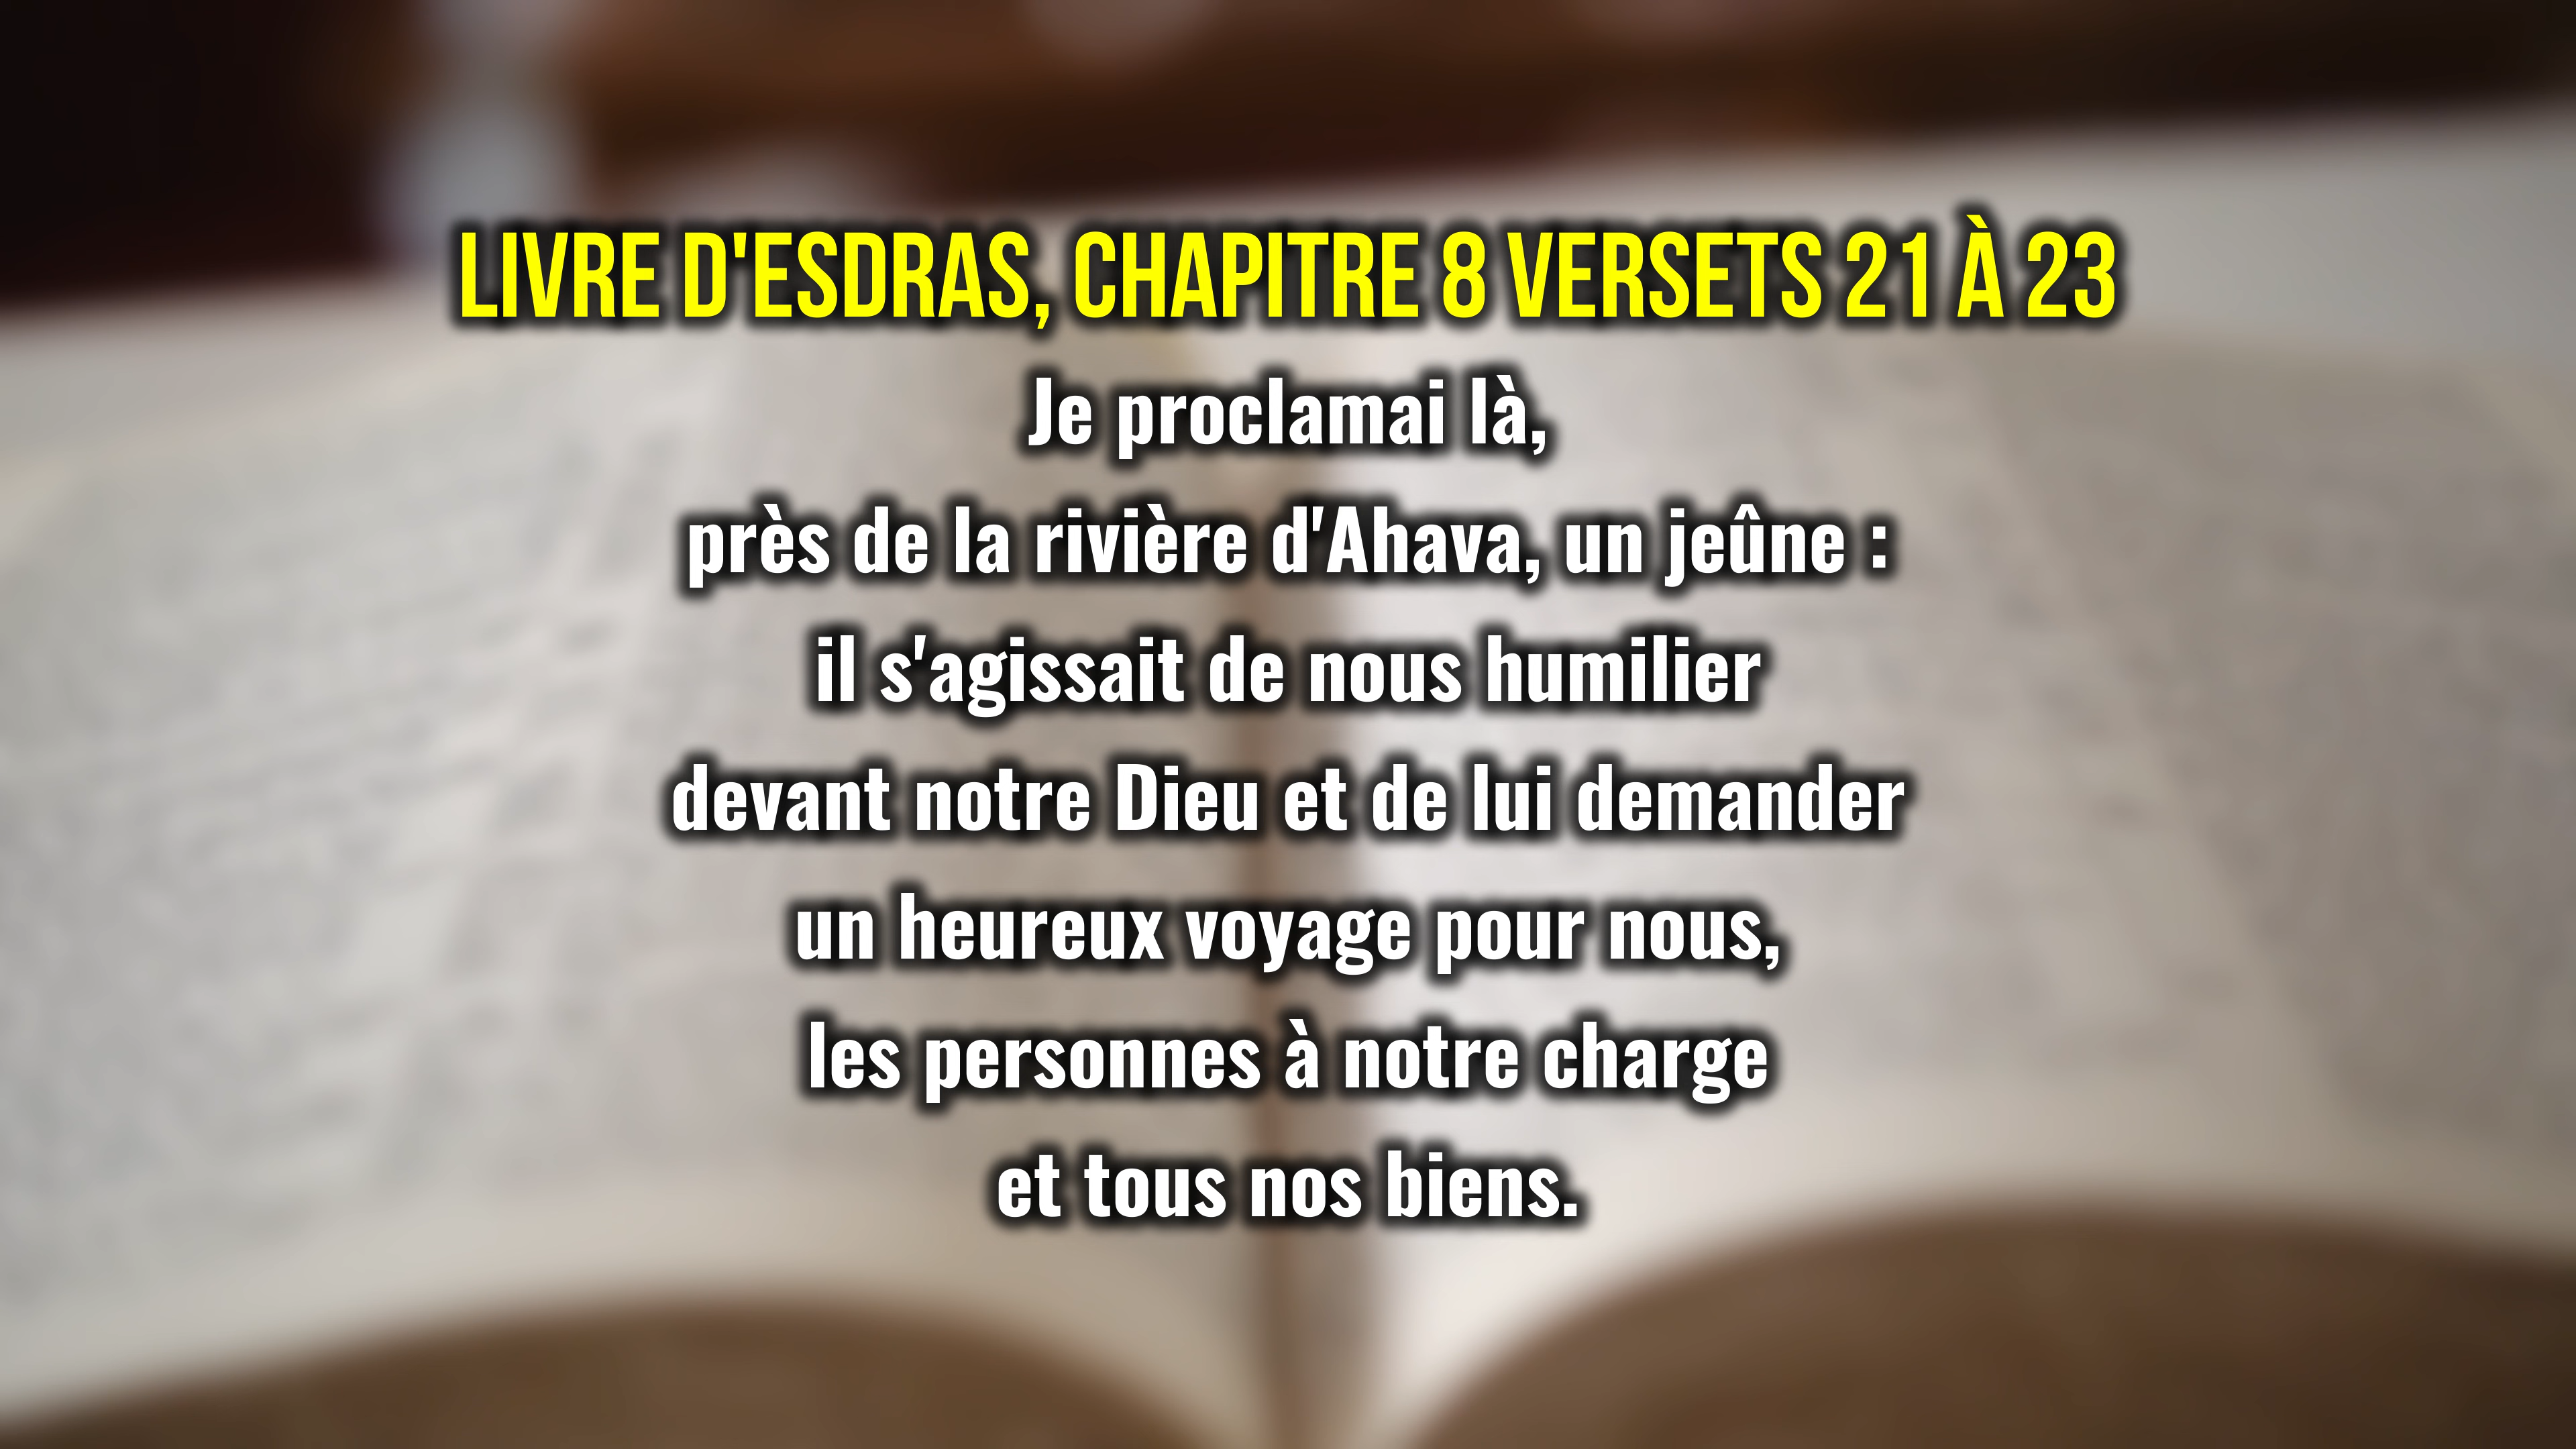 LIVRE D'ESDRAS, CHAPITRE 8 VERSETS 21 À 23
Je proclamai là,
près de la rivière d'Ahava, un jeûne :
il s'agissait de nous humilier
devant notre Dieu et de lui demander
un heureux voyage pour nous,
les personnes à notre charge
et tous nos biens.